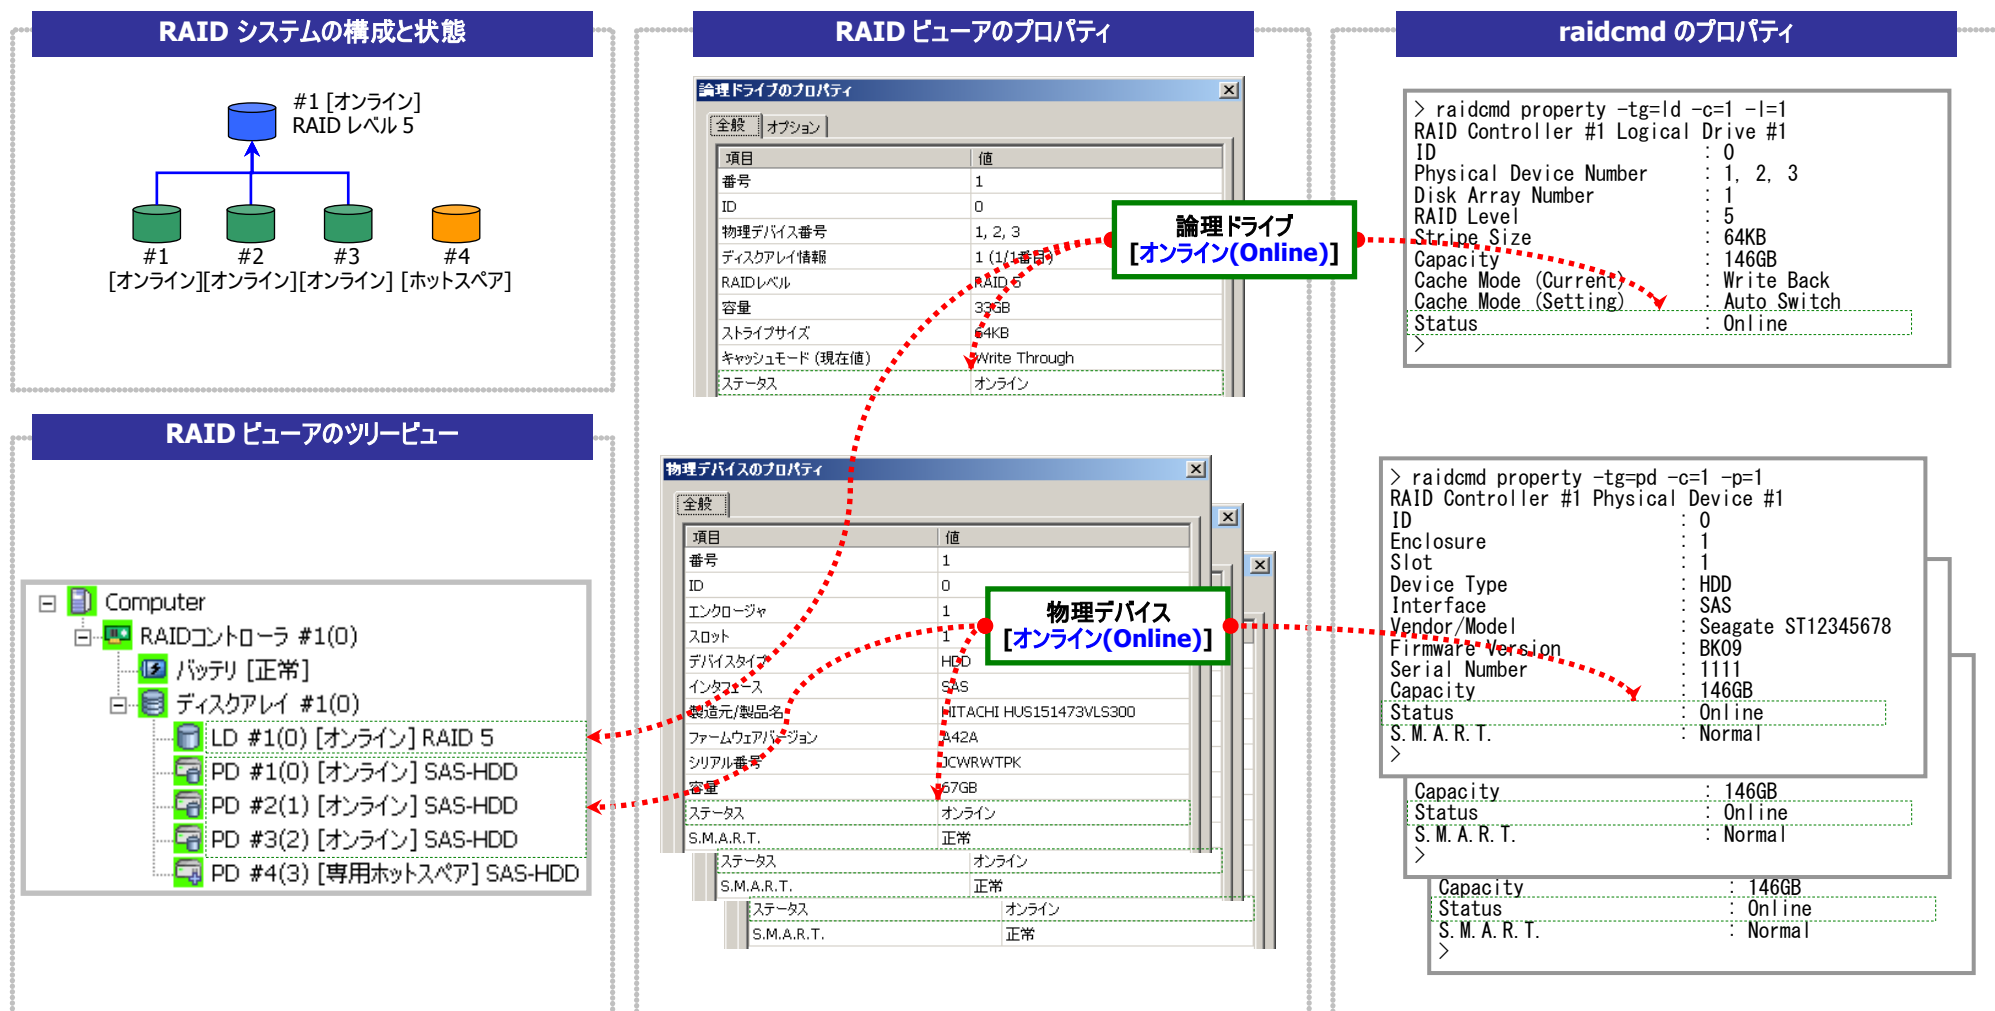 RAID システムの構成と状態
#1 [オンライン]
RAID レベル 5
#1 #2 #3 #4
[オンライン][オンライン][オンライン] [ホットスペア]
RAID ビューアのツリービュー
Computer
RAIDコントローラ #1(0)
バッテリ [正常]
ディスクアレイ #1(0)
LD #1(0) [オンライン] RAID 5
PD #1(0) [オンライン] SAS-HDD
PD #2(1) [オンライン] SAS-HDD
PD #3(2) [オンライン] SAS-HDD
PD #4(3) [専用ホットスペア] SAS-HDD
RAID ビューアのプロパティ
論理ドライブのプロパティ
全般 オプション
項目 値
番号 1
ID 0
物理デバイス番号 1, 2, 3
ディスクアレイ情報 1 (1/1番目)
RAIDレベル RAID 5
容量 33GB
ストライプサイズ 64KB
キャッシュモード (現在値) Write Through
ステータス オンライン
論理ドライブ
[オンライン(Online)]
物理デバイスのプロパティ
全般
項目 値
番号 1
ID 0
エンクロージャ 1
スロット 1
デバイスタイプ HDD
インタフェース SAS
製造元/製品名 HITACHI HUS151473VLS300
ファームウェアバージョン A42A
シリアル番号 JCWRWTPK
容量 67GB
ステータス オンライン
S.M.A.R.T. 正常
ステータス オンライン
S.M.A.R.T. 正常
ステータス オンライン
S.M.A.R.T. 正常
物理デバイス
[オンライン(Online)]
raidcmd のプロパティ
> raidcmd property -tg=ld -c=1 -l=1
RAID Controller #1 Logical Drive #1
ID : 0
Physical Device Number : 1, 2, 3
Disk Array Number : 1
RAID Level : 5
Stripe Size : 64KB
Capacity : 146GB
Cache Mode (Current) : Write Back
Cache Mode (Setting) : Auto Switch
Status : Online
>
> raidcmd property -tg=pd -c=1 -p=1
RAID Controller #1 Physical Device #1
ID : 0
Enclosure : 1
Slot : 1
Device Type : HDD
Interface : SAS
Vendor/Model : Seagate ST12345678
Firmware Version : BK09
Serial Number : 1111
Capacity : 146GB
Status : Online
S.M.A.R.T. : Normal
>
Capacity : 146GB
Status : Online
S.M.A.R.T. : Normal
>
Capacity : 146GB
Status : Online
S.M.A.R.T. : Normal
>